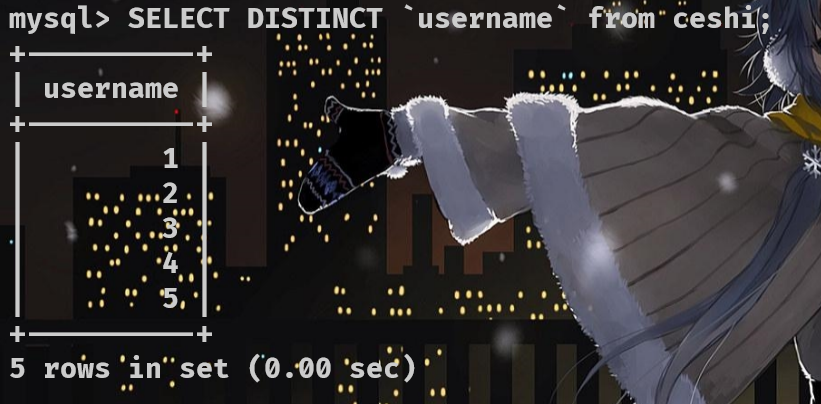 mysql> SELECT DISTINCT `username` from ceshi;
+----------+
| username |
+----------+
|        1 |
|        2 |
|        3 |
|        4 |
|        5 |
+----------+
5 rows in set (0.00 sec)